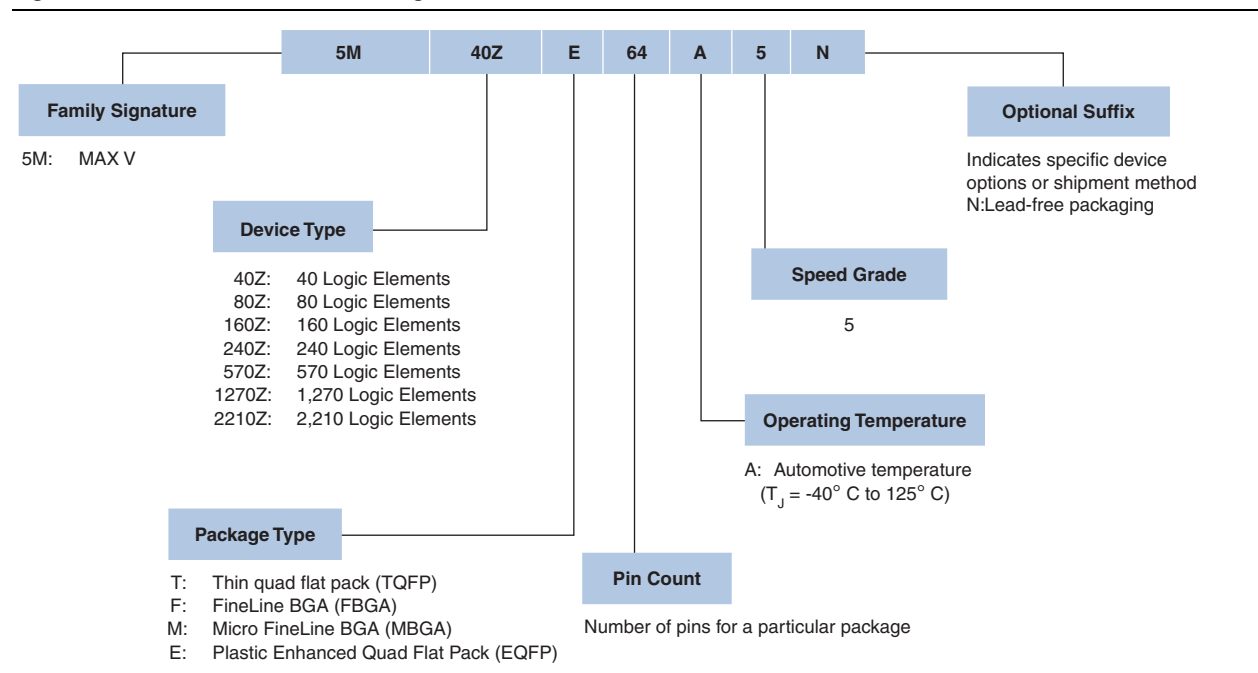 5M 40Z E 64 A 5 N
Family Signature
5M: MAX V
Optional Suffix
Indicates specific device
options or shipment method
N:Lead-free packaging
Device Type
40Z: 40 Logic Elements
80Z: 80 Logic Elements
160Z: 160 Logic Elements
240Z: 240 Logic Elements
570Z: 570 Logic Elements
1270Z: 1,270 Logic Elements
2210Z: 2,210 Logic Elements
Speed Grade
5
Operating Temperature
A: Automotive temperature
(TJ = -40° C to 125° C)
Package Type
T: Thin quad flat pack (TQFP)
F: FineLine BGA (FBGA)
M: Micro FineLine BGA (MBGA)
E: Plastic Enhanced Quad Flat Pack (EQFP)
Pin Count
Number of pins for a particular package